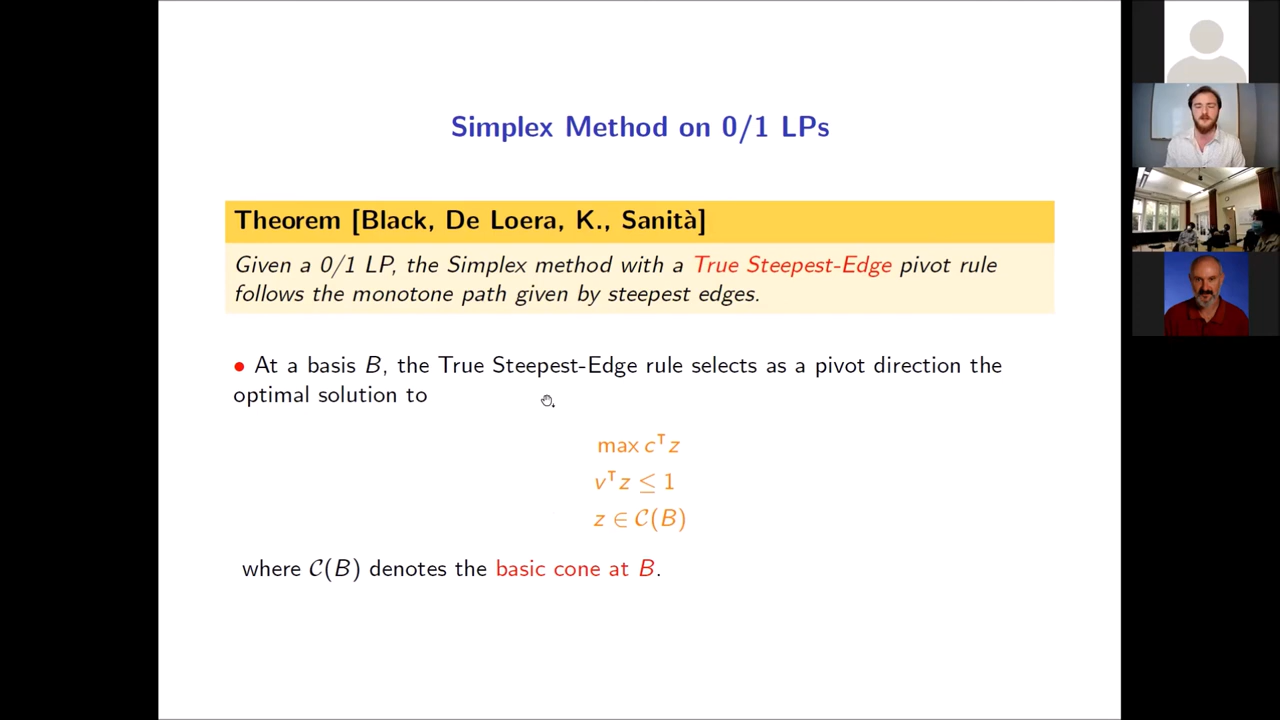 Simplex Method on 0/1 LPs
Theorem [Black, De Loera, K., Sanità]
Given a 0/1 LP, the Simplex method with a True Steepest-Edge pivot rule
follows the monotone path given by steepest edges.
• At a basis B, the True Steepest-Edge rule selects as a pivot direction the
optimal solution to
max cᵀz
vᵀz ≤ 1
z ∈ 𝒞(B)
where 𝒞(B) denotes the basic cone at B.